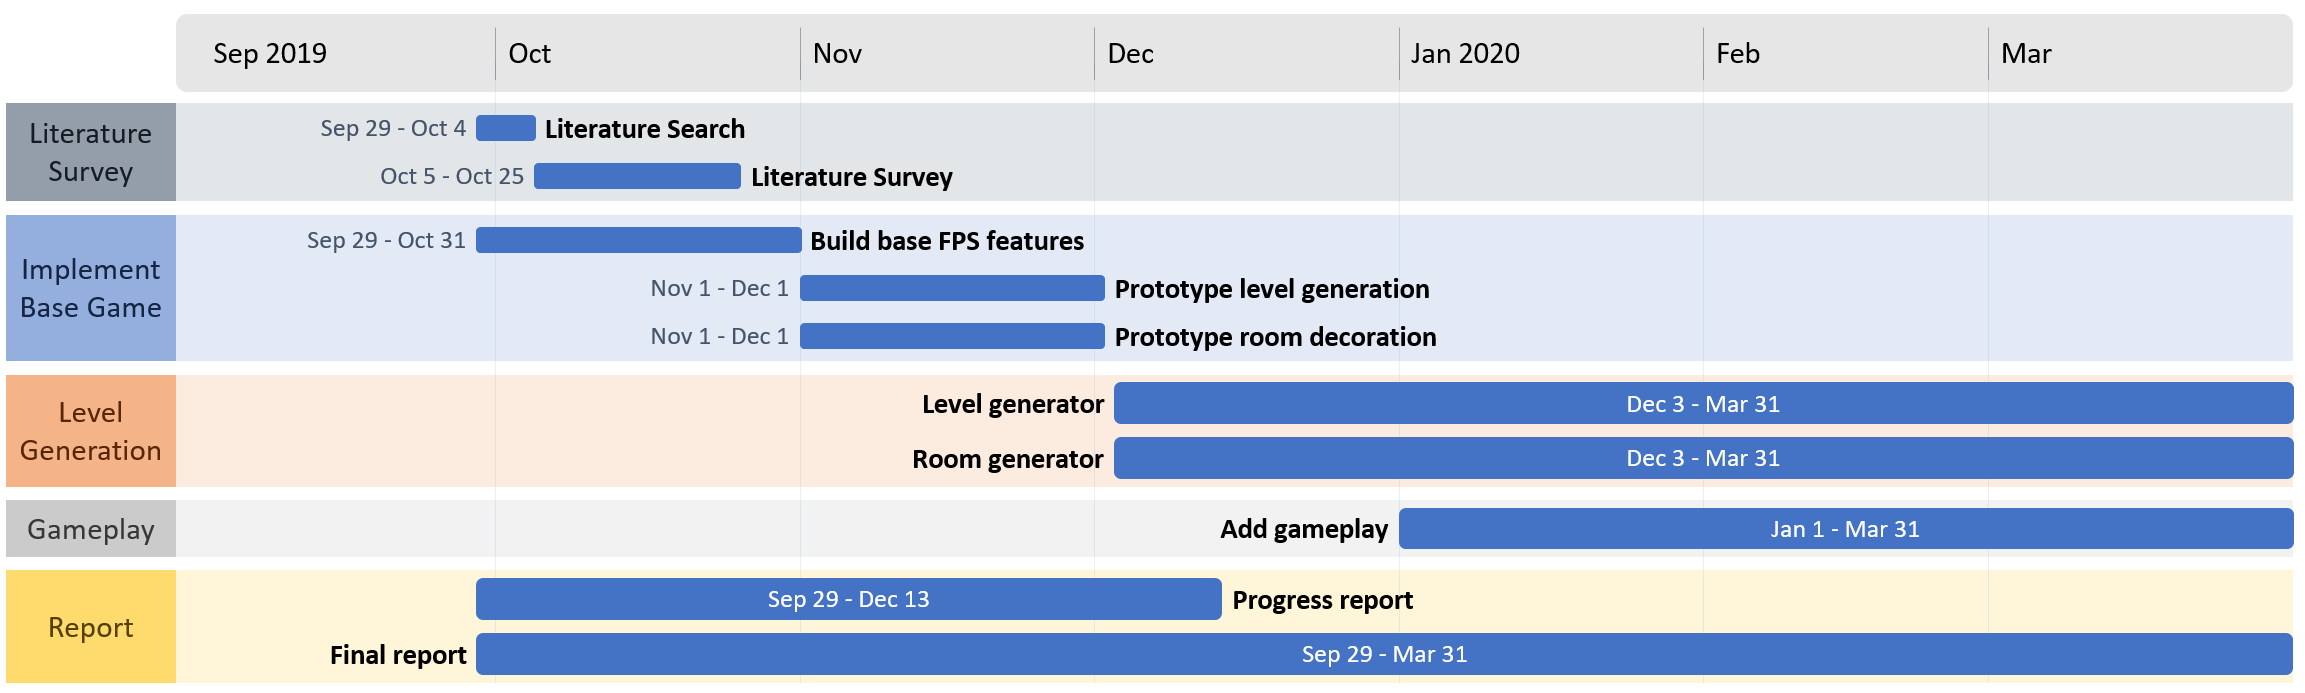 Sep 2019
Oct
Nov
Dec
Jan 2020
Feb
Mar
Literature
Survey
Sep 29 - Oct 4
Literature Search
Oct 5 - Oct 25
Literature Survey
Implement
Base Game
Sep 29 - Oct 31
Build base FPS features
Nov 1 - Dec 1
Prototype level generation
Nov 1 - Dec 1
Prototype room decoration
Level
Generation
Level generator
Dec 3 - Mar 31
Room generator
Dec 3 - Mar 31
Gameplay
Add gameplay
Jan 1 - Mar 31
Report
Sep 29 - Dec 13
Progress report
Final report
Sep 29 - Mar 31